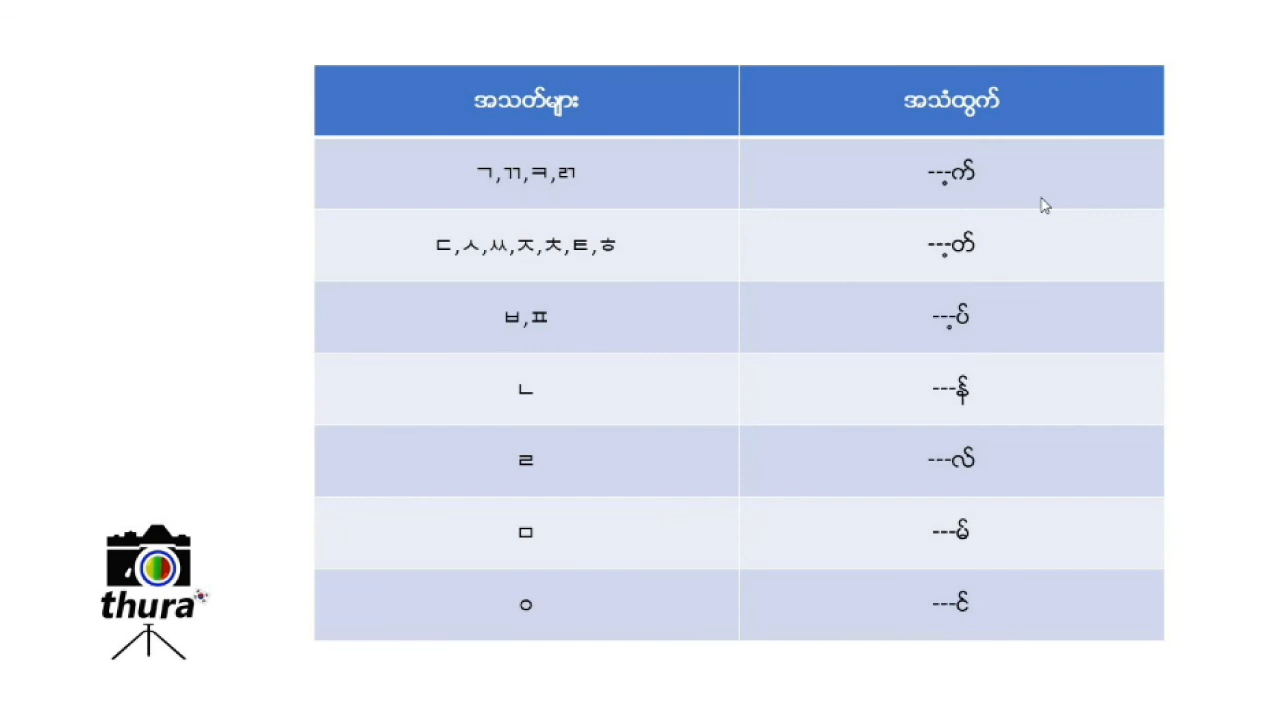 အသတ်များ အသံထွက်
ㄱ,ㄲ,ㅋ,ㄺ ---့က်
ㄷ,ㅅ,ㅆ,ㅈ,ㅊ,ㅌ,ㅎ ---့တ်
ㅂ,ㅍ ---့ပ်
ㄴ ---န်
ㄹ ---လ်
ㅁ ---မ်
ㅇ ---င်
thura